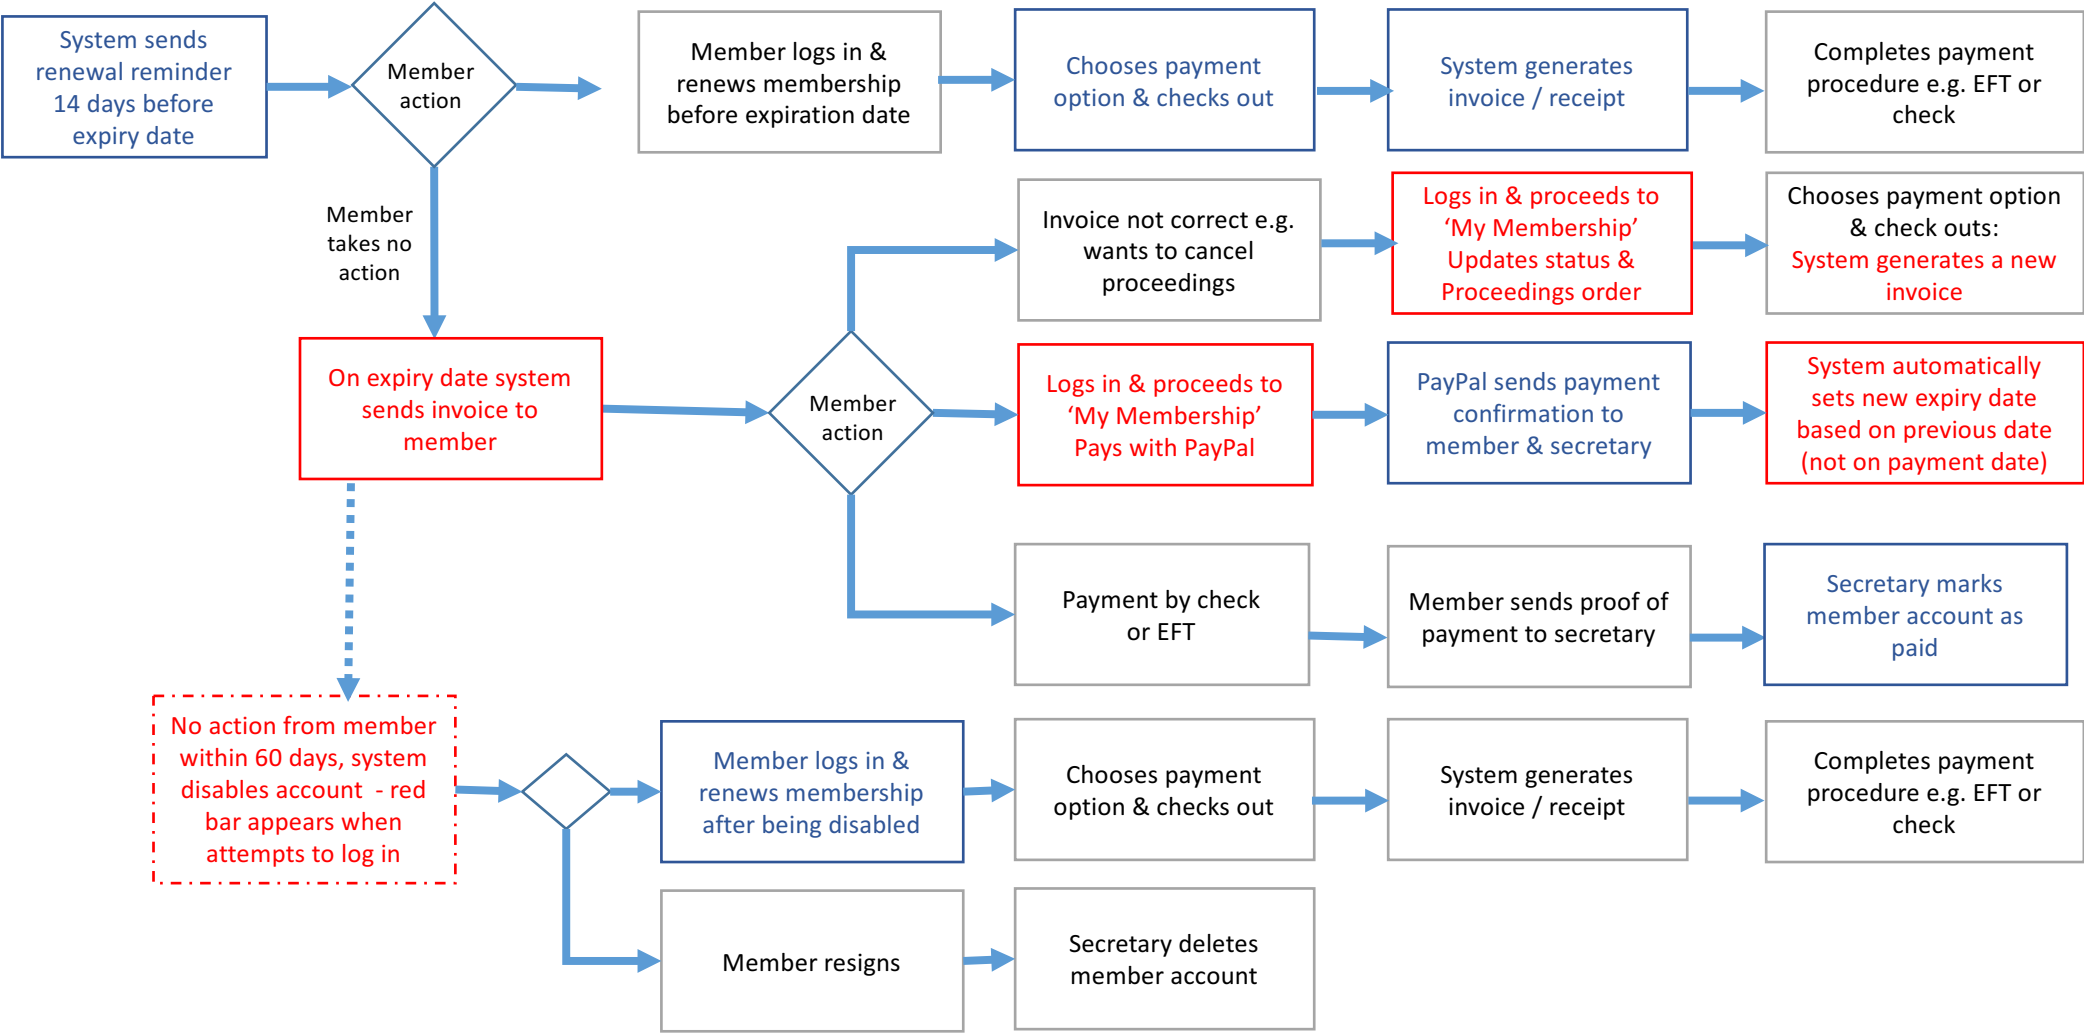 System sends
renewal reminder
14 days before
expiry date
Member
action
Member logs in &
renews membership
before expiration date
Chooses payment
option & checks out
System generates
invoice / receipt
Completes payment
procedure e.g. EFT or
check
Member
takes no
action
Invoice not correct e.g.
wants to cancel
proceedings
Logs in & proceeds to
‘My Membership’
Updates status &
Proceedings order
Chooses payment option
& check outs:
System generates a new
invoice
On expiry date system
sends invoice to
member
Member
action
Logs in & proceeds to
‘My Membership’
Pays with PayPal
PayPal sends payment
confirmation to
member & secretary
System automatically
sets new expiry date
based on previous date
(not on payment date)
Payment by check
or EFT
Member sends proof of
payment to secretary
Secretary marks
member account as
paid
No action from member
within 60 days, system
disables account  - red
bar appears when
attempts to log in
Member logs in &
renews membership
after being disabled
Chooses payment
option & checks out
System generates
invoice / receipt
Completes payment
procedure e.g. EFT or
check
Member resigns
Secretary deletes
member account